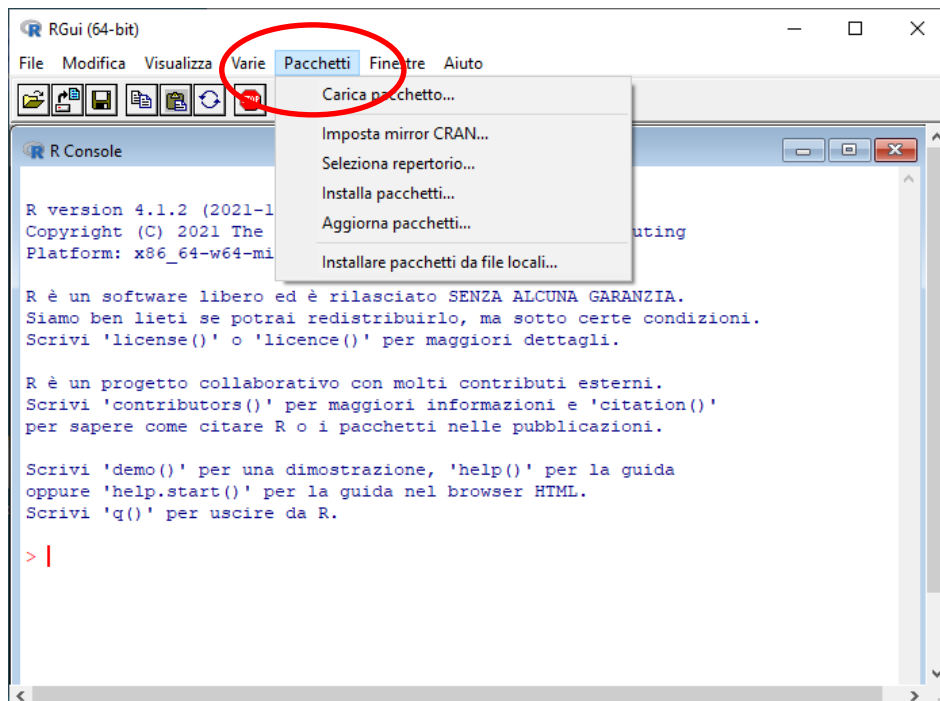 RGui (64-bit)
File Modifica Visualizza Varie Pacchetti Finestre Aiuto
Carica pacchetto...
Imposta mirror CRAN...
Seleziona repertorio...
Installa pacchetti...
Aggiorna pacchetti...
Installare pacchetti da file locali...
R Console
R version 4.1.2 (2021-1
Copyright (C) 2021 The uting
Platform: x86_64-w64-mi
R è un software libero ed è rilasciato SENZA ALCUNA GARANZIA.
Siamo ben lieti se potrai redistribuirlo, ma sotto certe condizioni.
Scrivi 'license()' o 'licence()' per maggiori dettagli.
R è un progetto collaborativo con molti contributi esterni.
Scrivi 'contributors()' per maggiori informazioni e 'citation()'
per sapere come citare R o i pacchetti nelle pubblicazioni.
Scrivi 'demo()' per una dimostrazione, 'help()' per la guida
oppure 'help.start()' per la guida nel browser HTML.
Scrivi 'q()' per uscire da R.
>